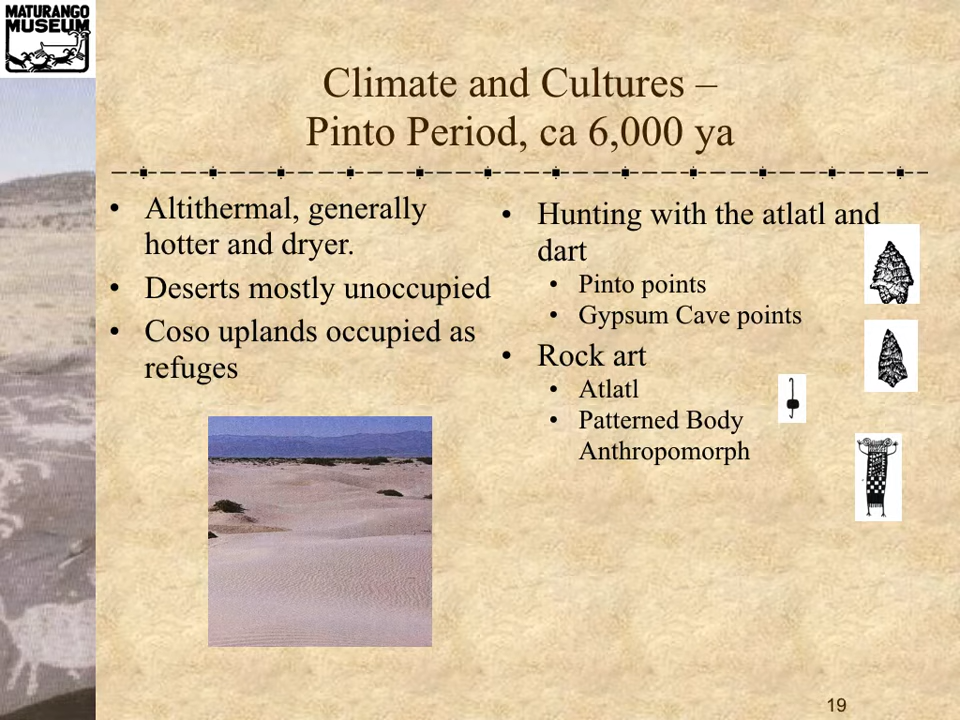 MATURANGO
MUSEUM
Climate and Cultures –
Pinto Period, ca 6,000 ya
• Altithermal, generally
hotter and dryer.
• Deserts mostly unoccupied
• Coso uplands occupied as
refuges
• Hunting with the atlatl and
dart
• Pinto points
• Gypsum Cave points
• Rock art
• Atlatl
• Patterned Body
Anthropomorph
19